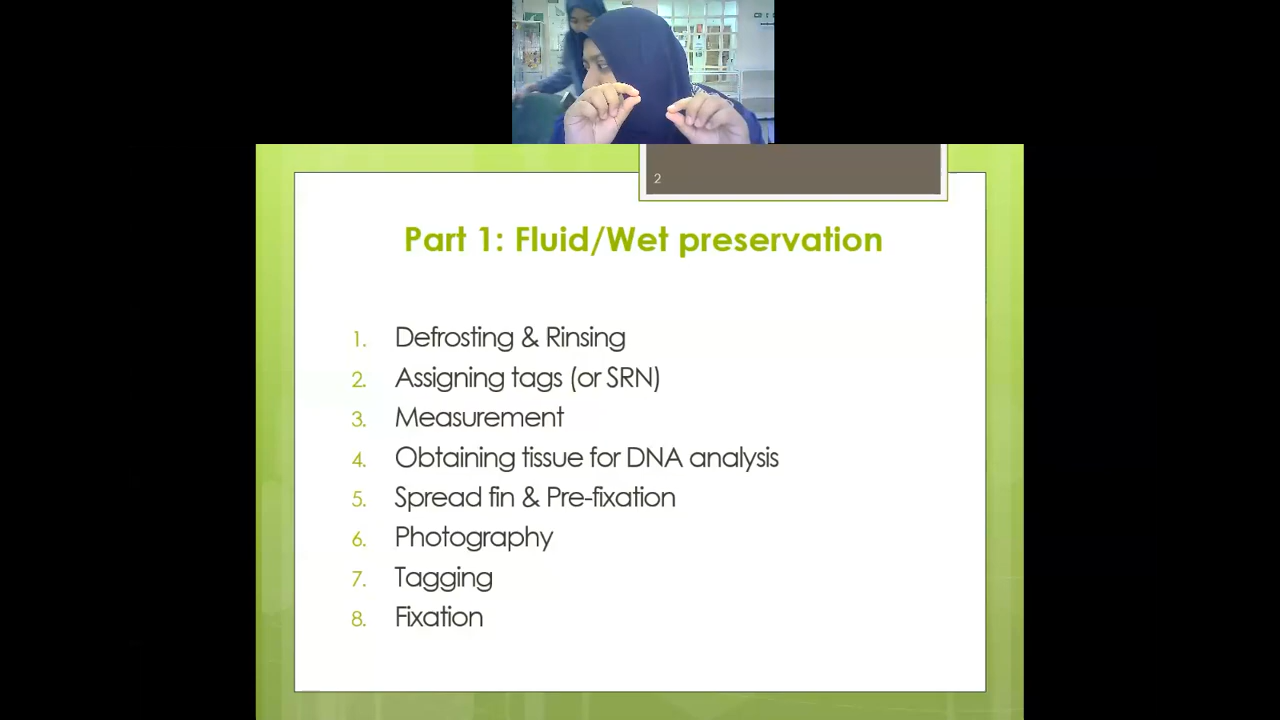 2
Part 1: Fluid/Wet preservation
1. Defrosting & Rinsing
2. Assigning tags (or SRN)
3. Measurement
4. Obtaining tissue for DNA analysis
5. Spread fin & Pre-fixation
6. Photography
7. Tagging
8. Fixation